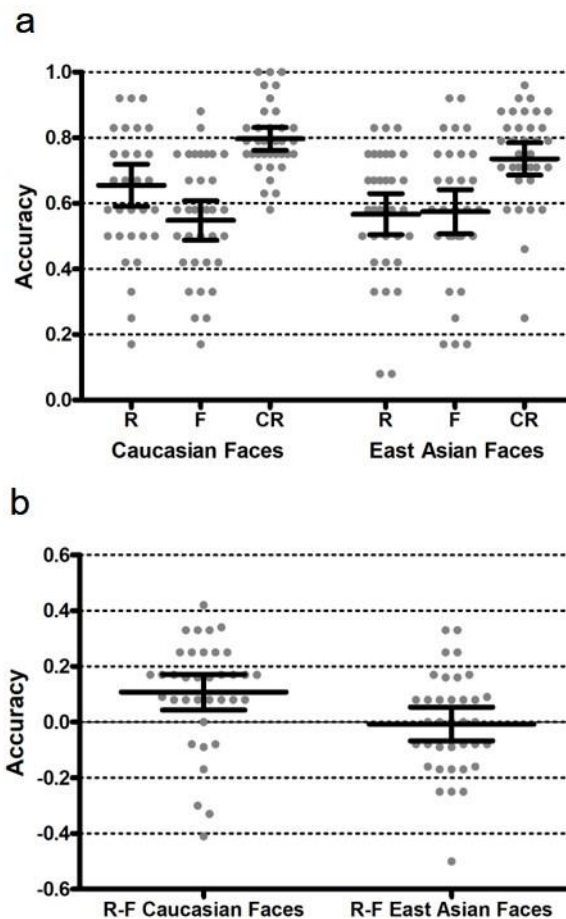 a
1.0
0.8
0.6
0.4
0.2
0.0
Accuracy
R F CR R F CR
Caucasian Faces East Asian Faces
b
0.6
0.4
0.2
0.0
-0.2
-0.4
-0.6
Accuracy
R-F Caucasian Faces R-F East Asian Faces